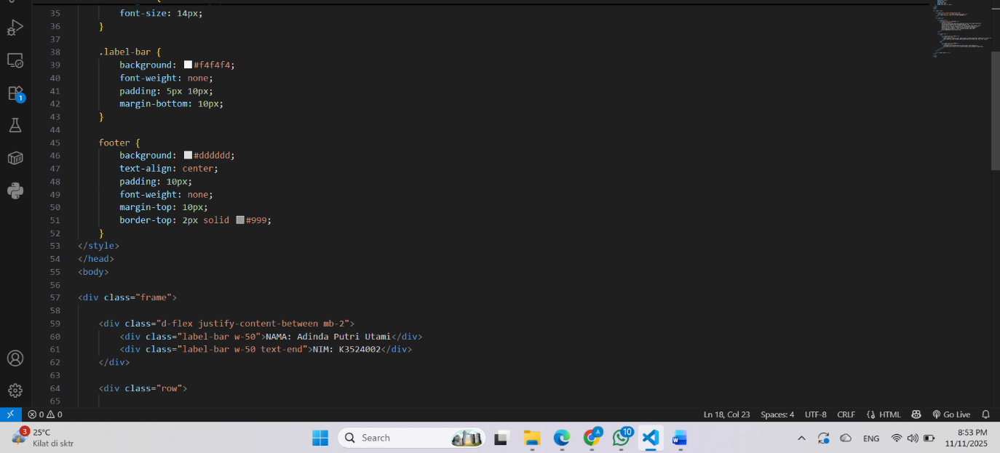 35 font-size: 14px;
36 }
37
38 .label-bar {
39 background: #f4f4f4;
40 font-weight: none;
41 padding: 5px 10px;
42 margin-bottom: 10px;
43 }
44
45 footer {
46 background: #dddddd;
47 text-align: center;
48 padding: 10px;
49 font-weight: none;
50 margin-top: 10px;
51 border-top: 2px solid #999;
52 }
53 </style>
54 </head>
55 <body>
56
57 <div class="frame">
58
59 <div class="d-flex justify-content-between mb-2">
60 <div class="label-bar w-50">NAMA: Adinda Putri Utami</div>
61 <div class="label-bar w-50 text-end">NIM: K3524002</div>
62 </div>
63
64 <div class="row">
65
1
0 0 Ln 18, Col 23 Spaces: 4 UTF-8 CRLF HTML Go Live
3 25°C
Kilat di sktr
Search
A
10
ENG
8:53 PM
11/11/2025